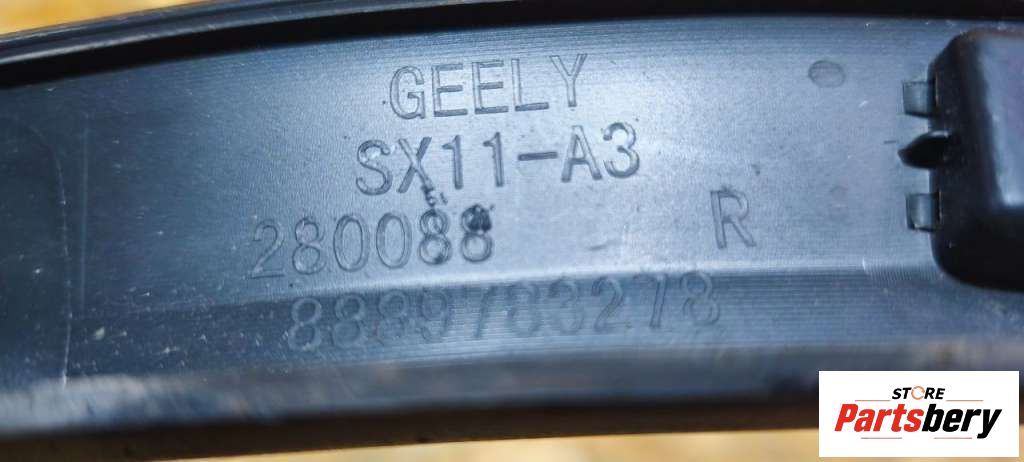 GEELY
SX11-A3
280088 R
8889783278
STORE
Partsbery